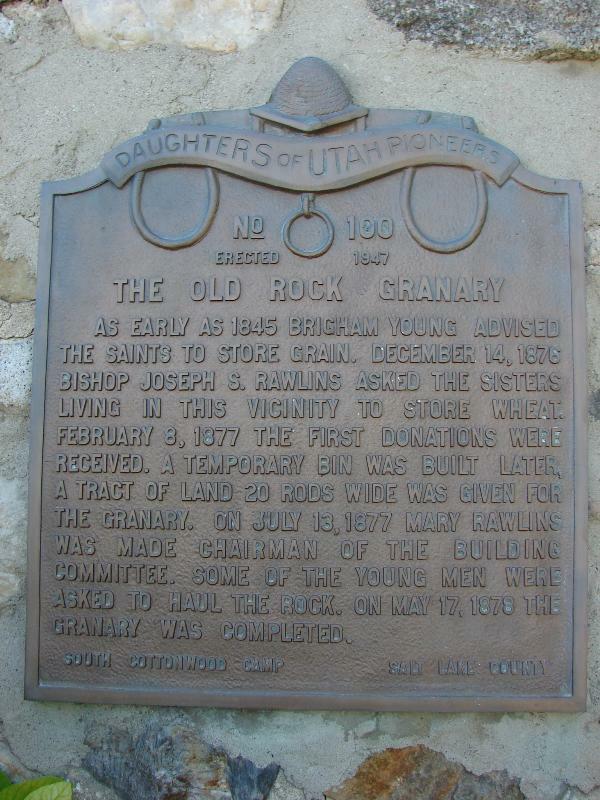 DAUGHTERS OF UTAH PIONEERS
NO 100
ERECTED 1947
THE OLD ROCK GRANARY
AS EARLY AS 1845 BRIGHAM YOUNG ADVISED
THE SAINTS TO STORE GRAIN. DECEMBER 14, 1876
BISHOP JOSEPH S. RAWLINS ASKED THE SISTERS
LIVING IN THIS VICINITY TO STORE WHEAT.
FEBRUARY 8, 1877 THE FIRST DONATIONS WERE
RECEIVED. A TEMPORARY BIN WAS BUILT LATER,
A TRACT OF LAND 20 RODS WIDE WAS GIVEN FOR
THE GRANARY. ON JULY 13, 1877 MARY RAWLINS
WAS MADE CHAIRMAN OF THE BUILDING
COMMITTEE. SOME OF THE YOUNG MEN WERE
ASKED TO HAUL THE ROCK. ON MAY 17, 1878 THE
GRANARY WAS COMPLETED.
SOUTH COTTONWOOD CAMP SALT LAKE COUNTY